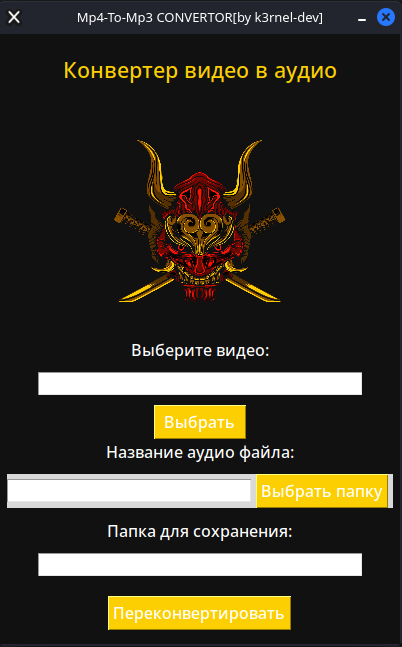 Mp4-To-Mp3 CONVERTOR[by k3rnel-dev]
Конвертер видео в аудио
Выберите видео:
Выбрать
Название аудио файла:
Выбрать папку
Папка для сохранения:
Переконвертировать